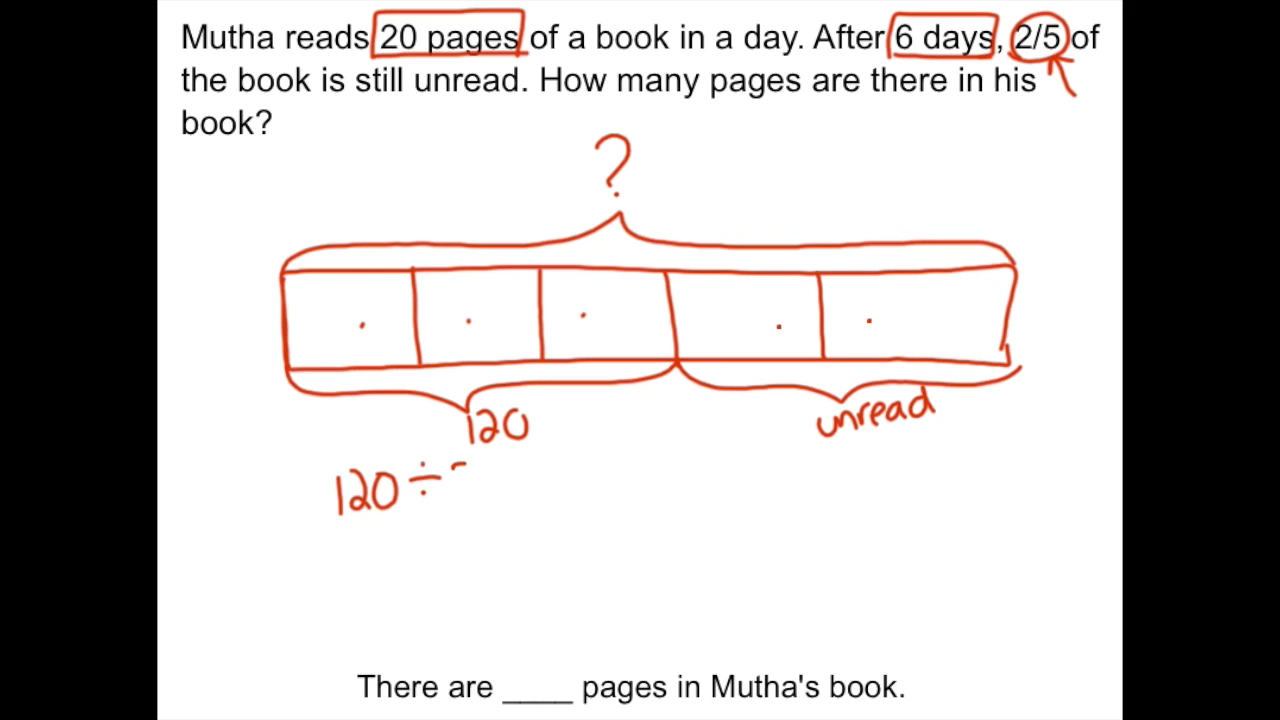 Mutha reads 20 pages of a book in a day. After 6 days, 2/5 of
the book is still unread. How many pages are there in his
book?
?
120
unread
120 ÷
There are ____ pages in Mutha's book.